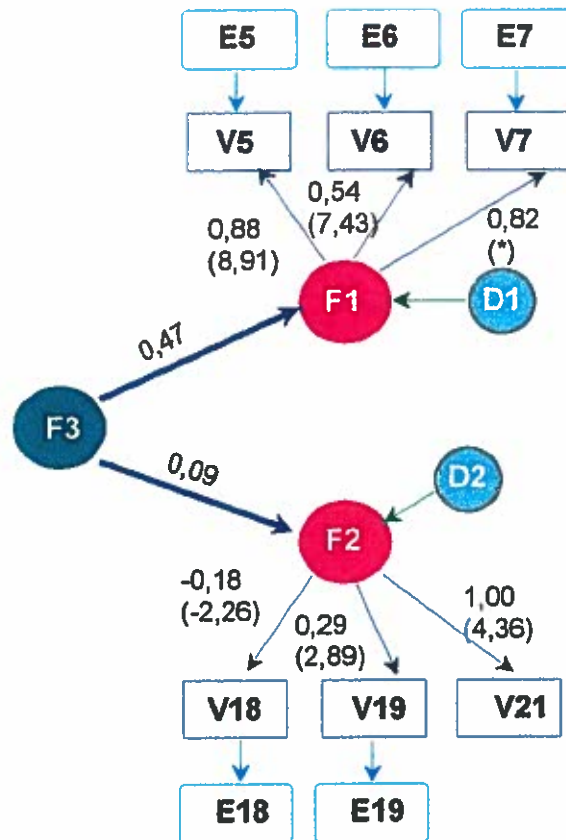 E5 E6 E7
V5 V6 V7
0,54
(7,43)
0,88
(8,91)
0,82
(*)
F1 D1
0,47
F3
0,09
D2
F2
-0,18
(-2,26)
0,29
(2,89)
1,00
(4,36)
V18 V19 V21
E18 E19